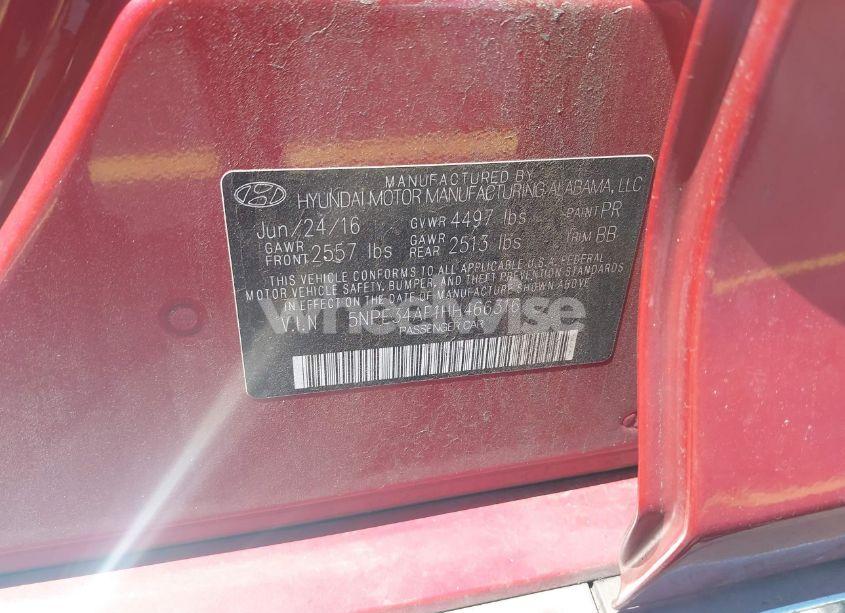 MANUFACTURED BY
HYUNDAI MOTOR MANUFACTURING ALABAMA, LLC
Jun/24/16 GVWR 4497 lbs PAINT PR
GAWR FRONT 2557 lbs GAWR REAR 2513 lbs TRIM BB
THIS VEHICLE CONFORMS TO ALL APPLICABLE U.S.A. FEDERAL
MOTOR VEHICLE SAFETY, BUMPER, AND THEFT PREVENTION STANDARDS
IN EFFECT ON THE DATE OF MANUFACTURE SHOWN ABOVE
V.I.N
PASSENGER CAR